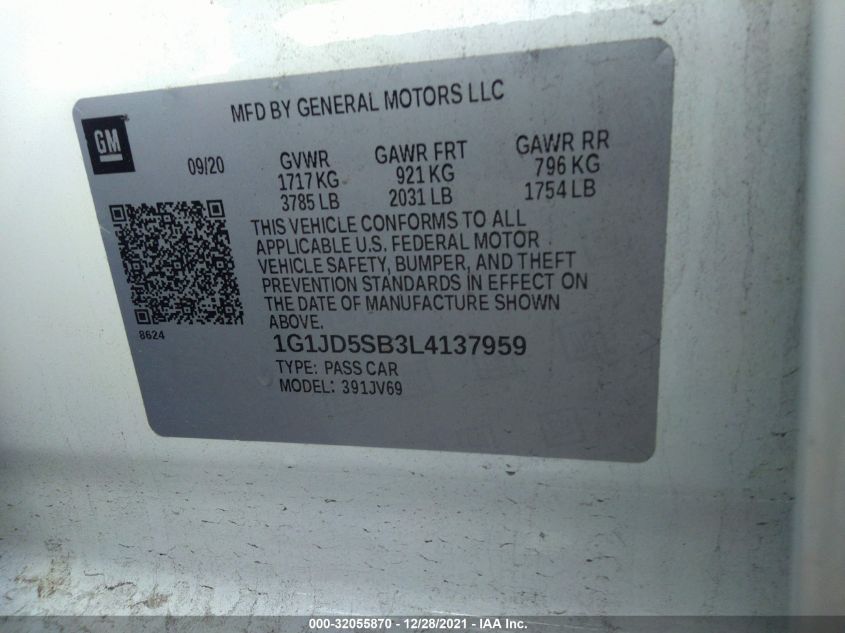 MFD BY GENERAL MOTORS LLC
GM
09/20
GVWR
1717 KG
3785 LB
GAWR FRT
921 KG
2031 LB
GAWR RR
796 KG
1754 LB
THIS VEHICLE CONFORMS TO ALL
APPLICABLE U.S. FEDERAL MOTOR
VEHICLE SAFETY, BUMPER, AND THEFT
PREVENTION STANDARDS IN EFFECT ON
THE DATE OF MANUFACTURE SHOWN
ABOVE.
8624
1G1JD5SB3L4137959
TYPE: PASS CAR
MODEL: 391JV69
000-32055870 - 12/28/2021 - IAA Inc.